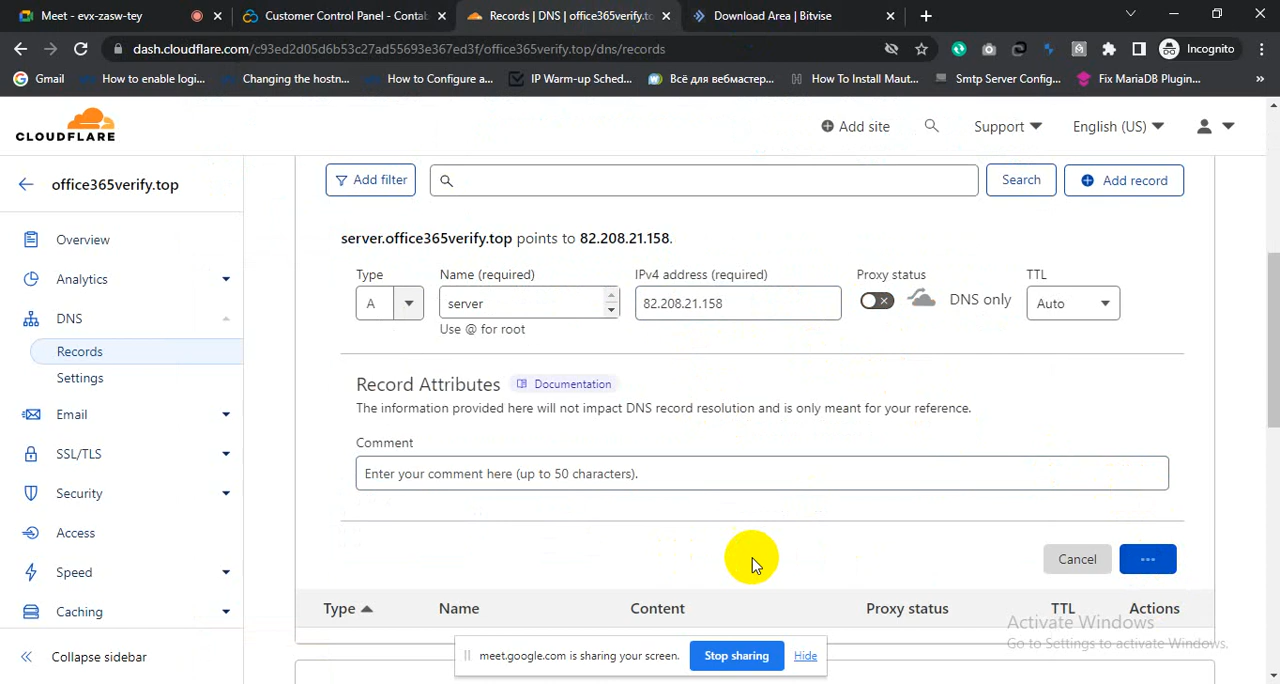 Meet - evx-zasw-tey
Customer Control Panel - Contab
Records | DNS | office365verify.to
Download Area | Bitvise
dash.cloudflare.com/c93ed2d05d6b53c27ad55693e367ed3f/office365verify.top/dns/records
Incognito
Gmail
How to enable logi...
Changing the hostn...
How to Configure a...
IP Warm-up Sched...
Всё для вебмастер...
How To Install Maut...
Smtp Server Config...
Fix MariaDB Plugin...
»
CLOUDFLARE
Add site
Support
English (US)
office365verify.top
Add filter
Search
Add record
Overview
server.office365verify.top points to 82.208.21.158.
Analytics
Type
Name (required)
IPv4 address (required)
Proxy status
TTL
A
server
82.208.21.158
DNS only
Auto
DNS
Use @ for root
Records
Settings
Record Attributes
Documentation
The information provided here will not impact DNS record resolution and is only meant for your reference.
Email
Comment
SSL/TLS
Enter your comment here (up to 50 characters).
Security
Access
Cancel
Speed
Caching
Type
Name
Content
Proxy status
TTL
Actions
Activate Windows
Go to Settings to activate Windows.
Collapse sidebar
meet.google.com is sharing your screen.
Stop sharing
Hide